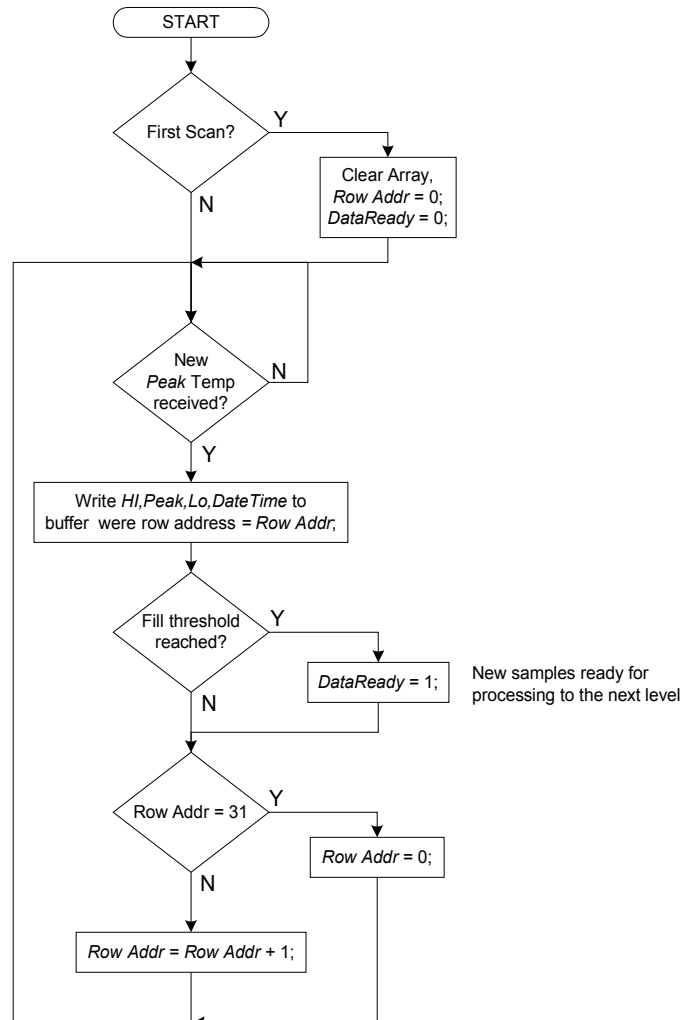 START
First Scan?
Y
Clear Array,
Row Addr = 0;
DataReady = 0;
N
New
Peak Temp
received?
N
Y
Write HI,Peak,Lo,DateTime to
buffer were row address = Row Addr;
Fill threshold
reached?
Y
DataReady = 1;
New samples ready for
processing to the next level
N
Row Addr = 31
Y
Row Addr = 0;
N
Row Addr = Row Addr + 1;